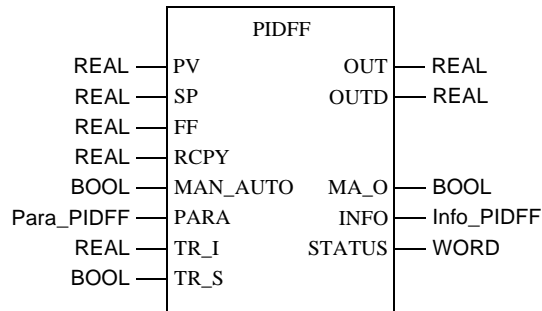 PIDFF
REAL PV OUT REAL
REAL SP OUTD REAL
REAL FF
REAL RCPY
BOOL MAN_AUTO MA_O BOOL
Para_PIDFF PARA INFO Info_PIDFF
REAL TR_I STATUS WORD
BOOL TR_S